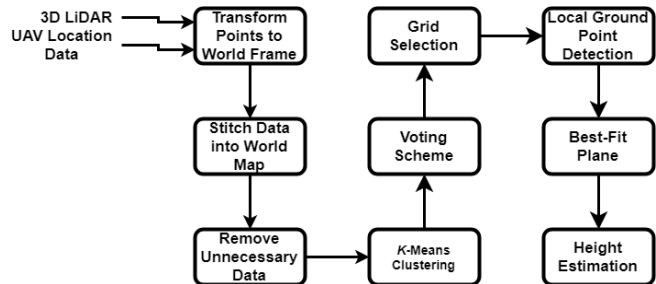 3D LiDAR
UAV Location
Data
Transform
Points to
World Frame
Stitch Data
into World
Map
Remove
Unnecessary
Data
K-Means
Clustering
Voting
Scheme
Grid
Selection
Local Ground
Point
Detection
Best-Fit
Plane
Height
Estimation